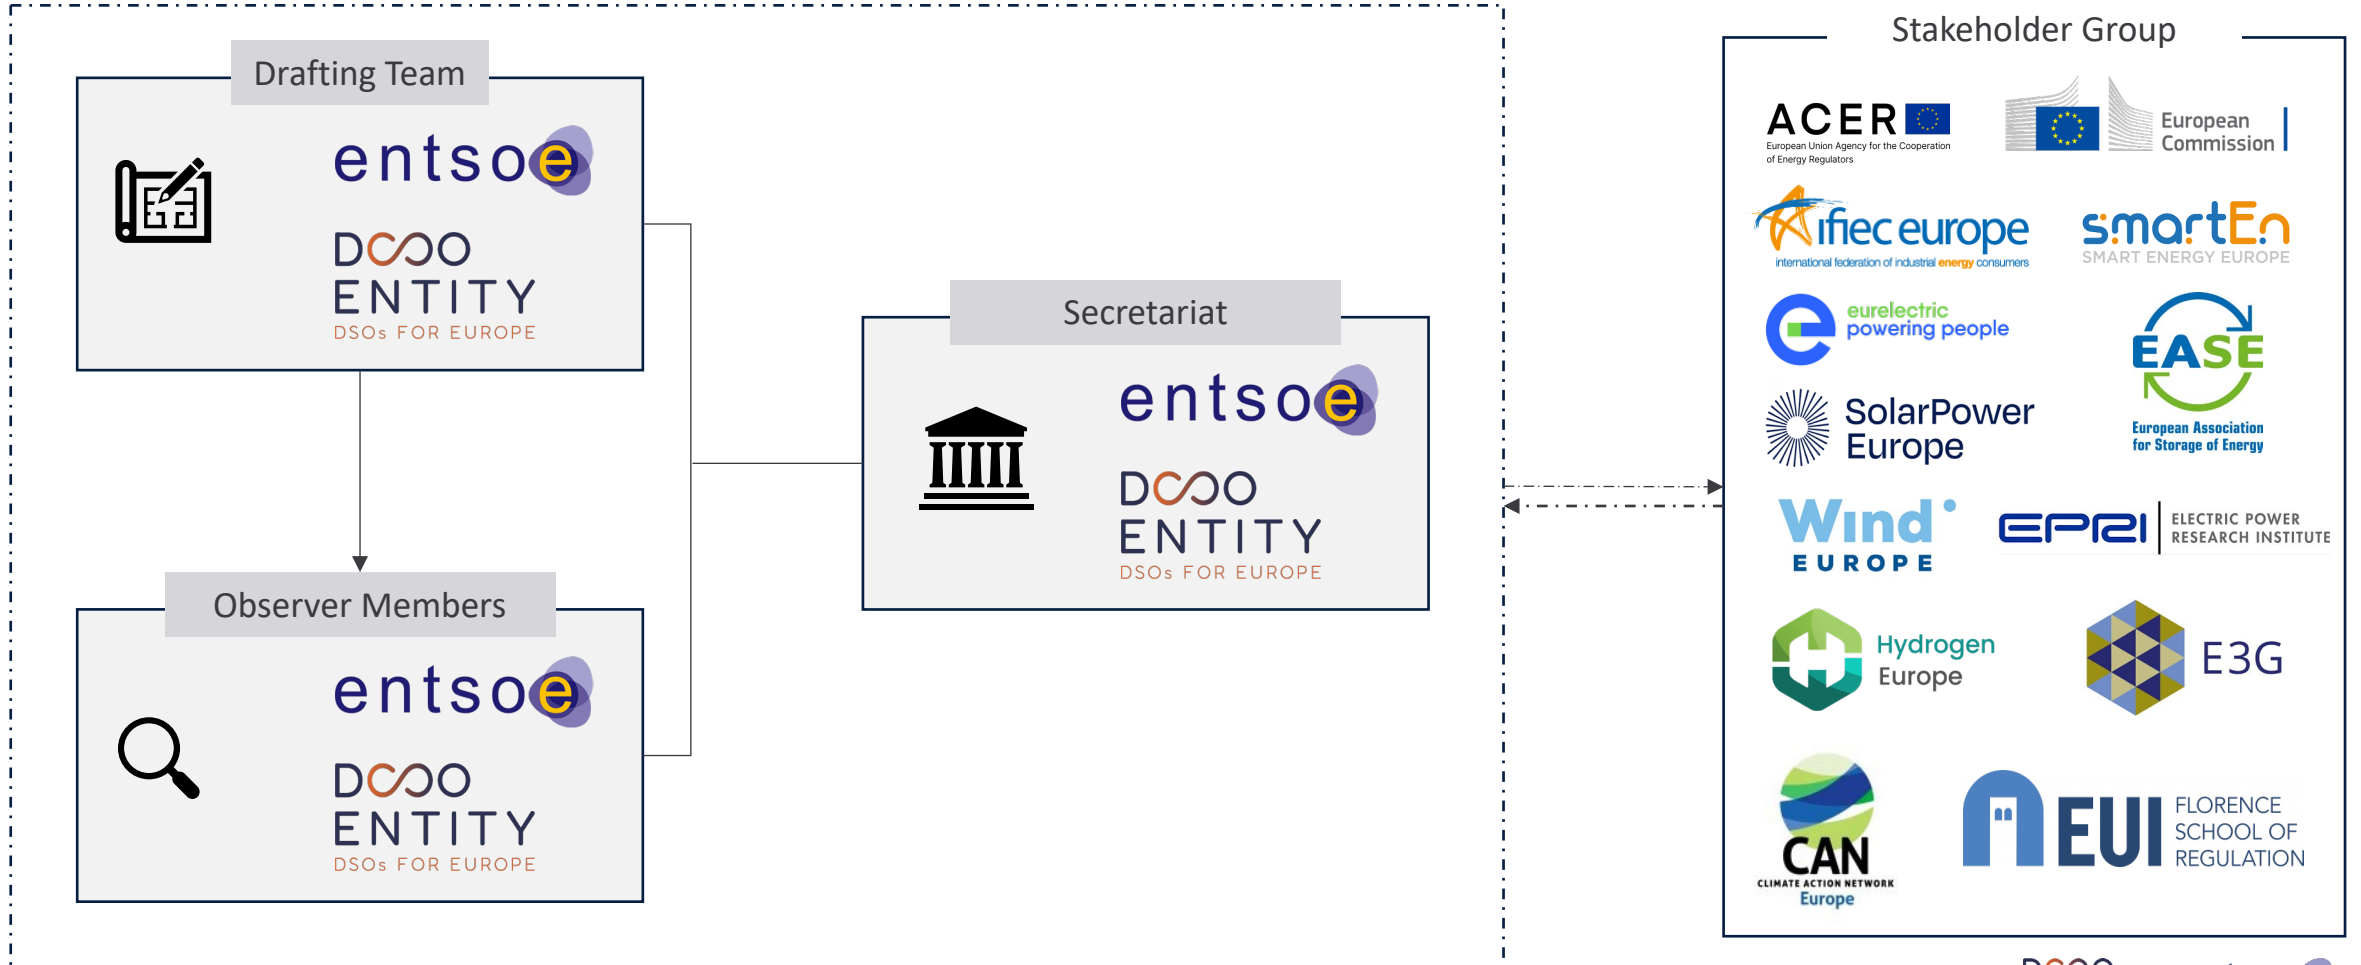 Drafting Team
entsoe
DSO
ENTITY
DSOs FOR EUROPE
Observer Members
entsoe
DSO
ENTITY
DSOs FOR EUROPE
Secretariat
entsoe
DSO
ENTITY
DSOs FOR EUROPE
Stakeholder Group
ACER
European Union Agency for the Cooperation
of Energy Regulators
European
Commission
ifiec europe
international federation of industrial energy consumers
smartEn
SMART ENERGY EUROPE
eurelectric
powering people
EASE
European Association
for Storage of Energy
SolarPower
Europe
Wind
EUROPE
EPRI
ELECTRIC POWER
RESEARCH INSTITUTE
Hydrogen
Europe
E3G
CAN
CLIMATE ACTION NETWORK
Europe
EUI
FLORENCE
SCHOOL OF
REGULATION